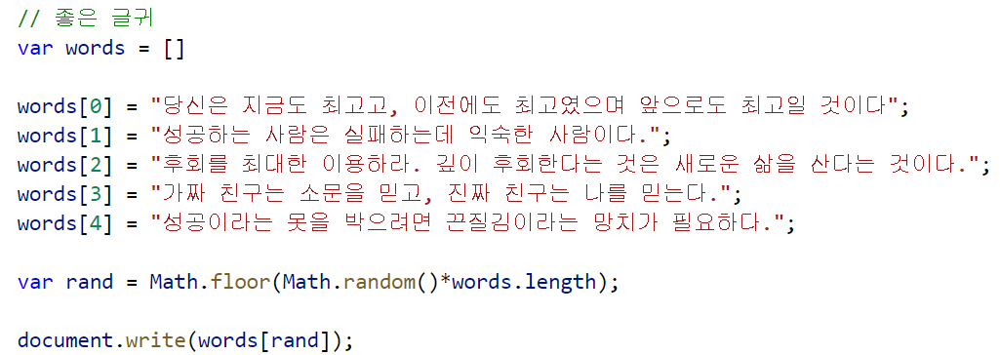 // 좋은 글귀
var words = []
words[0] = "당신은 지금도 최고고, 이전에도 최고였으며 앞으로도 최고일 것이다";
words[1] = "성공하는 사람은 실패하는데 익숙한 사람이다.";
words[2] = "후회를 최대한 이용하라. 깊이 후회한다는 것은 새로운 삶을 산다는 것이다.";
words[3] = "가짜 친구는 소문을 믿고, 진짜 친구는 나를 믿는다.";
words[4] = "성공이라는 못을 박으려면 끈질김이라는 망치가 필요하다.";
var rand = Math.floor(Math.random()*words.length);
document.write(words[rand]);